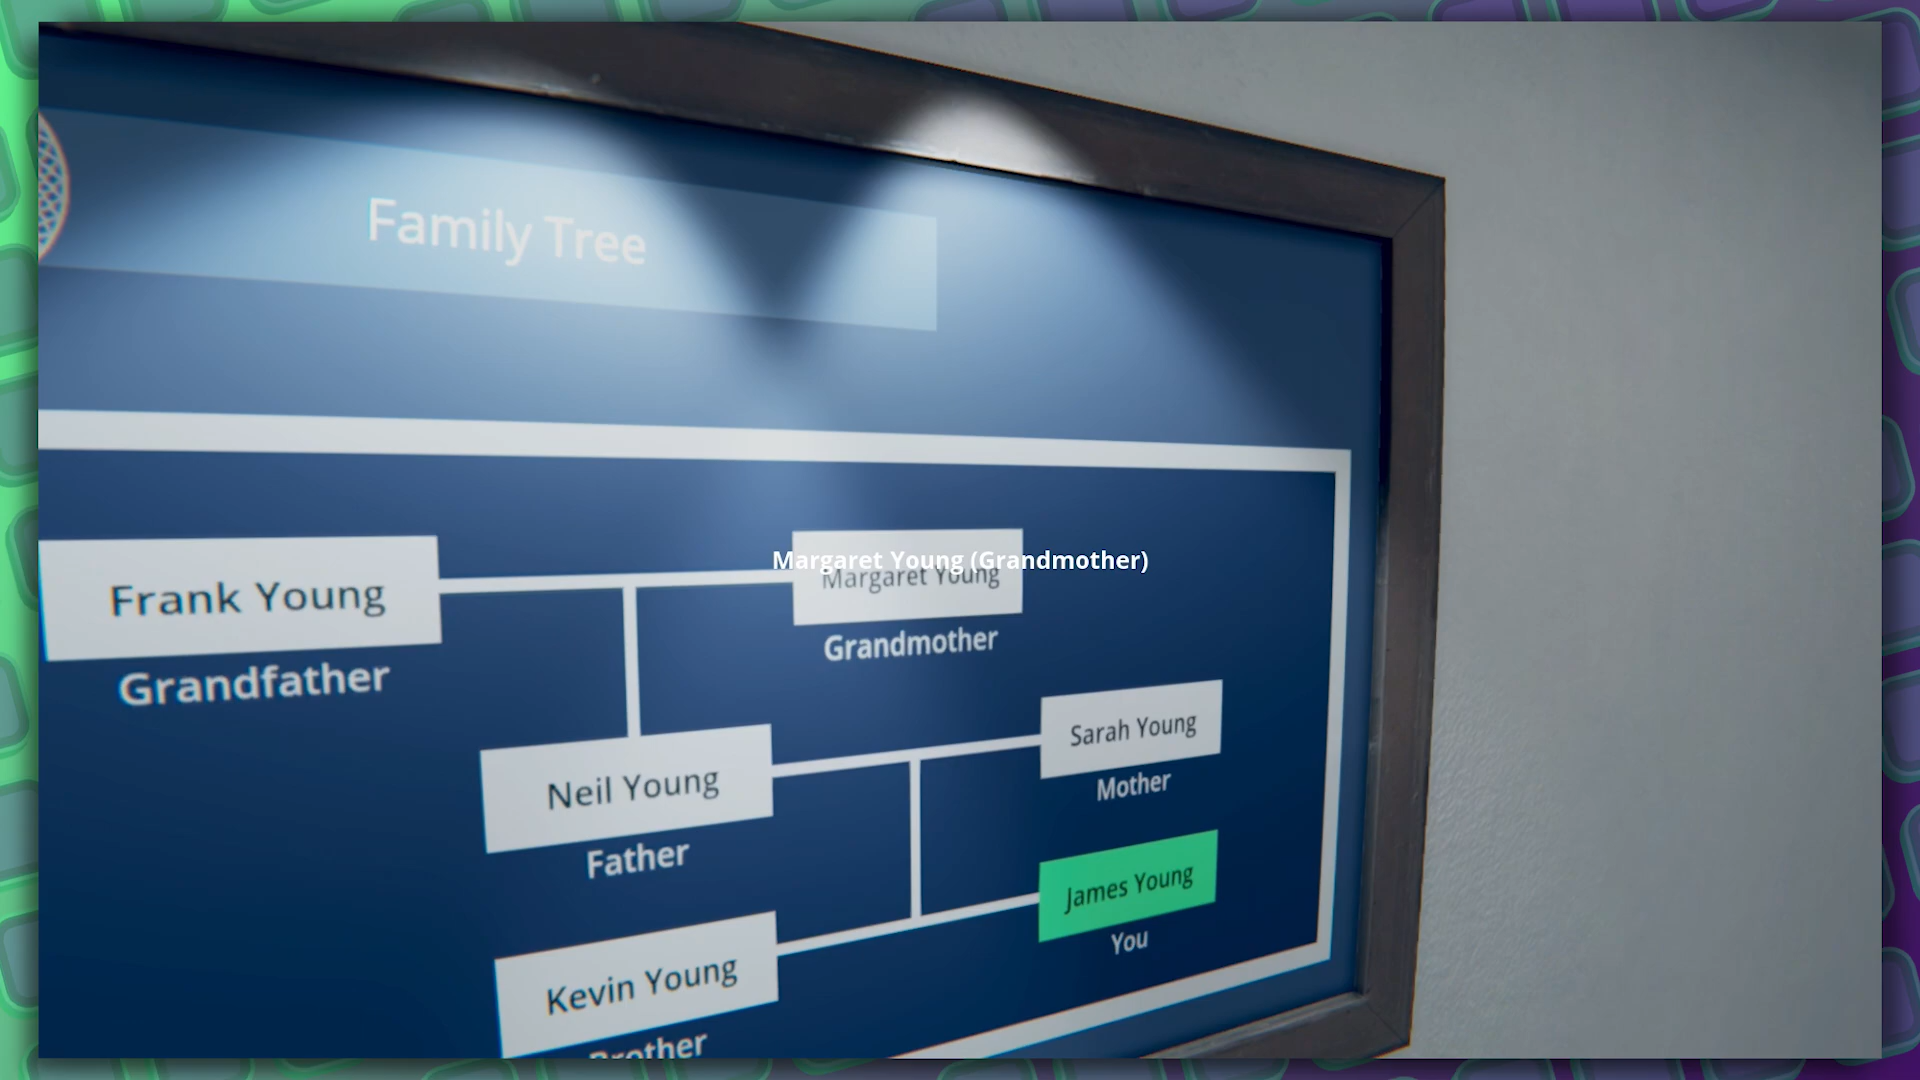 Family Tree
Frank Young
Grandfather
Margaret Young (Grandmother)
Margaret Young
Grandmother
Neil Young
Father
Sarah Young
Mother
James Young
You
Kevin Young
Brother